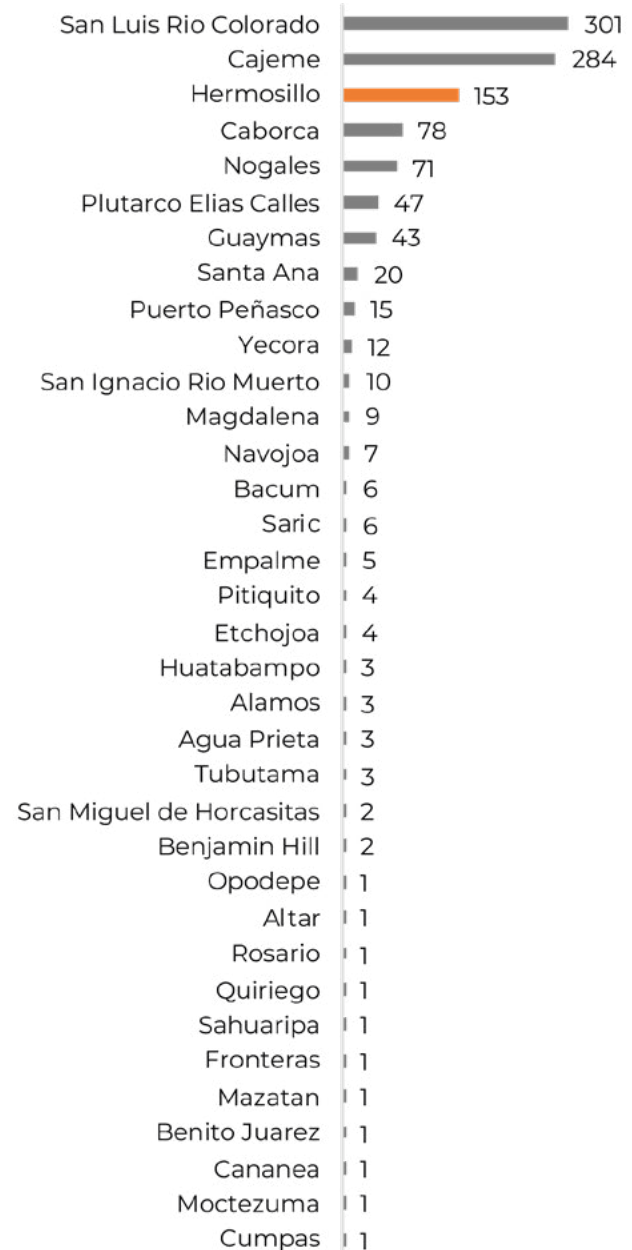 San Luis Rio Colorado 301
Cajeme 284
Hermosillo 153
Caborca 78
Nogales 71
Plutarco Elias Calles 47
Guaymas 43
Santa Ana 20
Puerto Peñasco 15
Yecora 12
San Ignacio Rio Muerto 10
Magdalena 9
Navojoa 7
Bacum 6
Saric 6
Empalme 5
Pitiquito 4
Etchojoa 4
Huatabampo 3
Alamos 3
Agua Prieta 3
Tubutama 3
San Miguel de Horcasitas 2
Benjamin Hill 2
Opodepe 1
Altar 1
Rosario 1
Quiriego 1
Sahuaripa 1
Fronteras 1
Mazatan 1
Benito Juarez 1
Cananea 1
Moctezuma 1
Cumpas 1